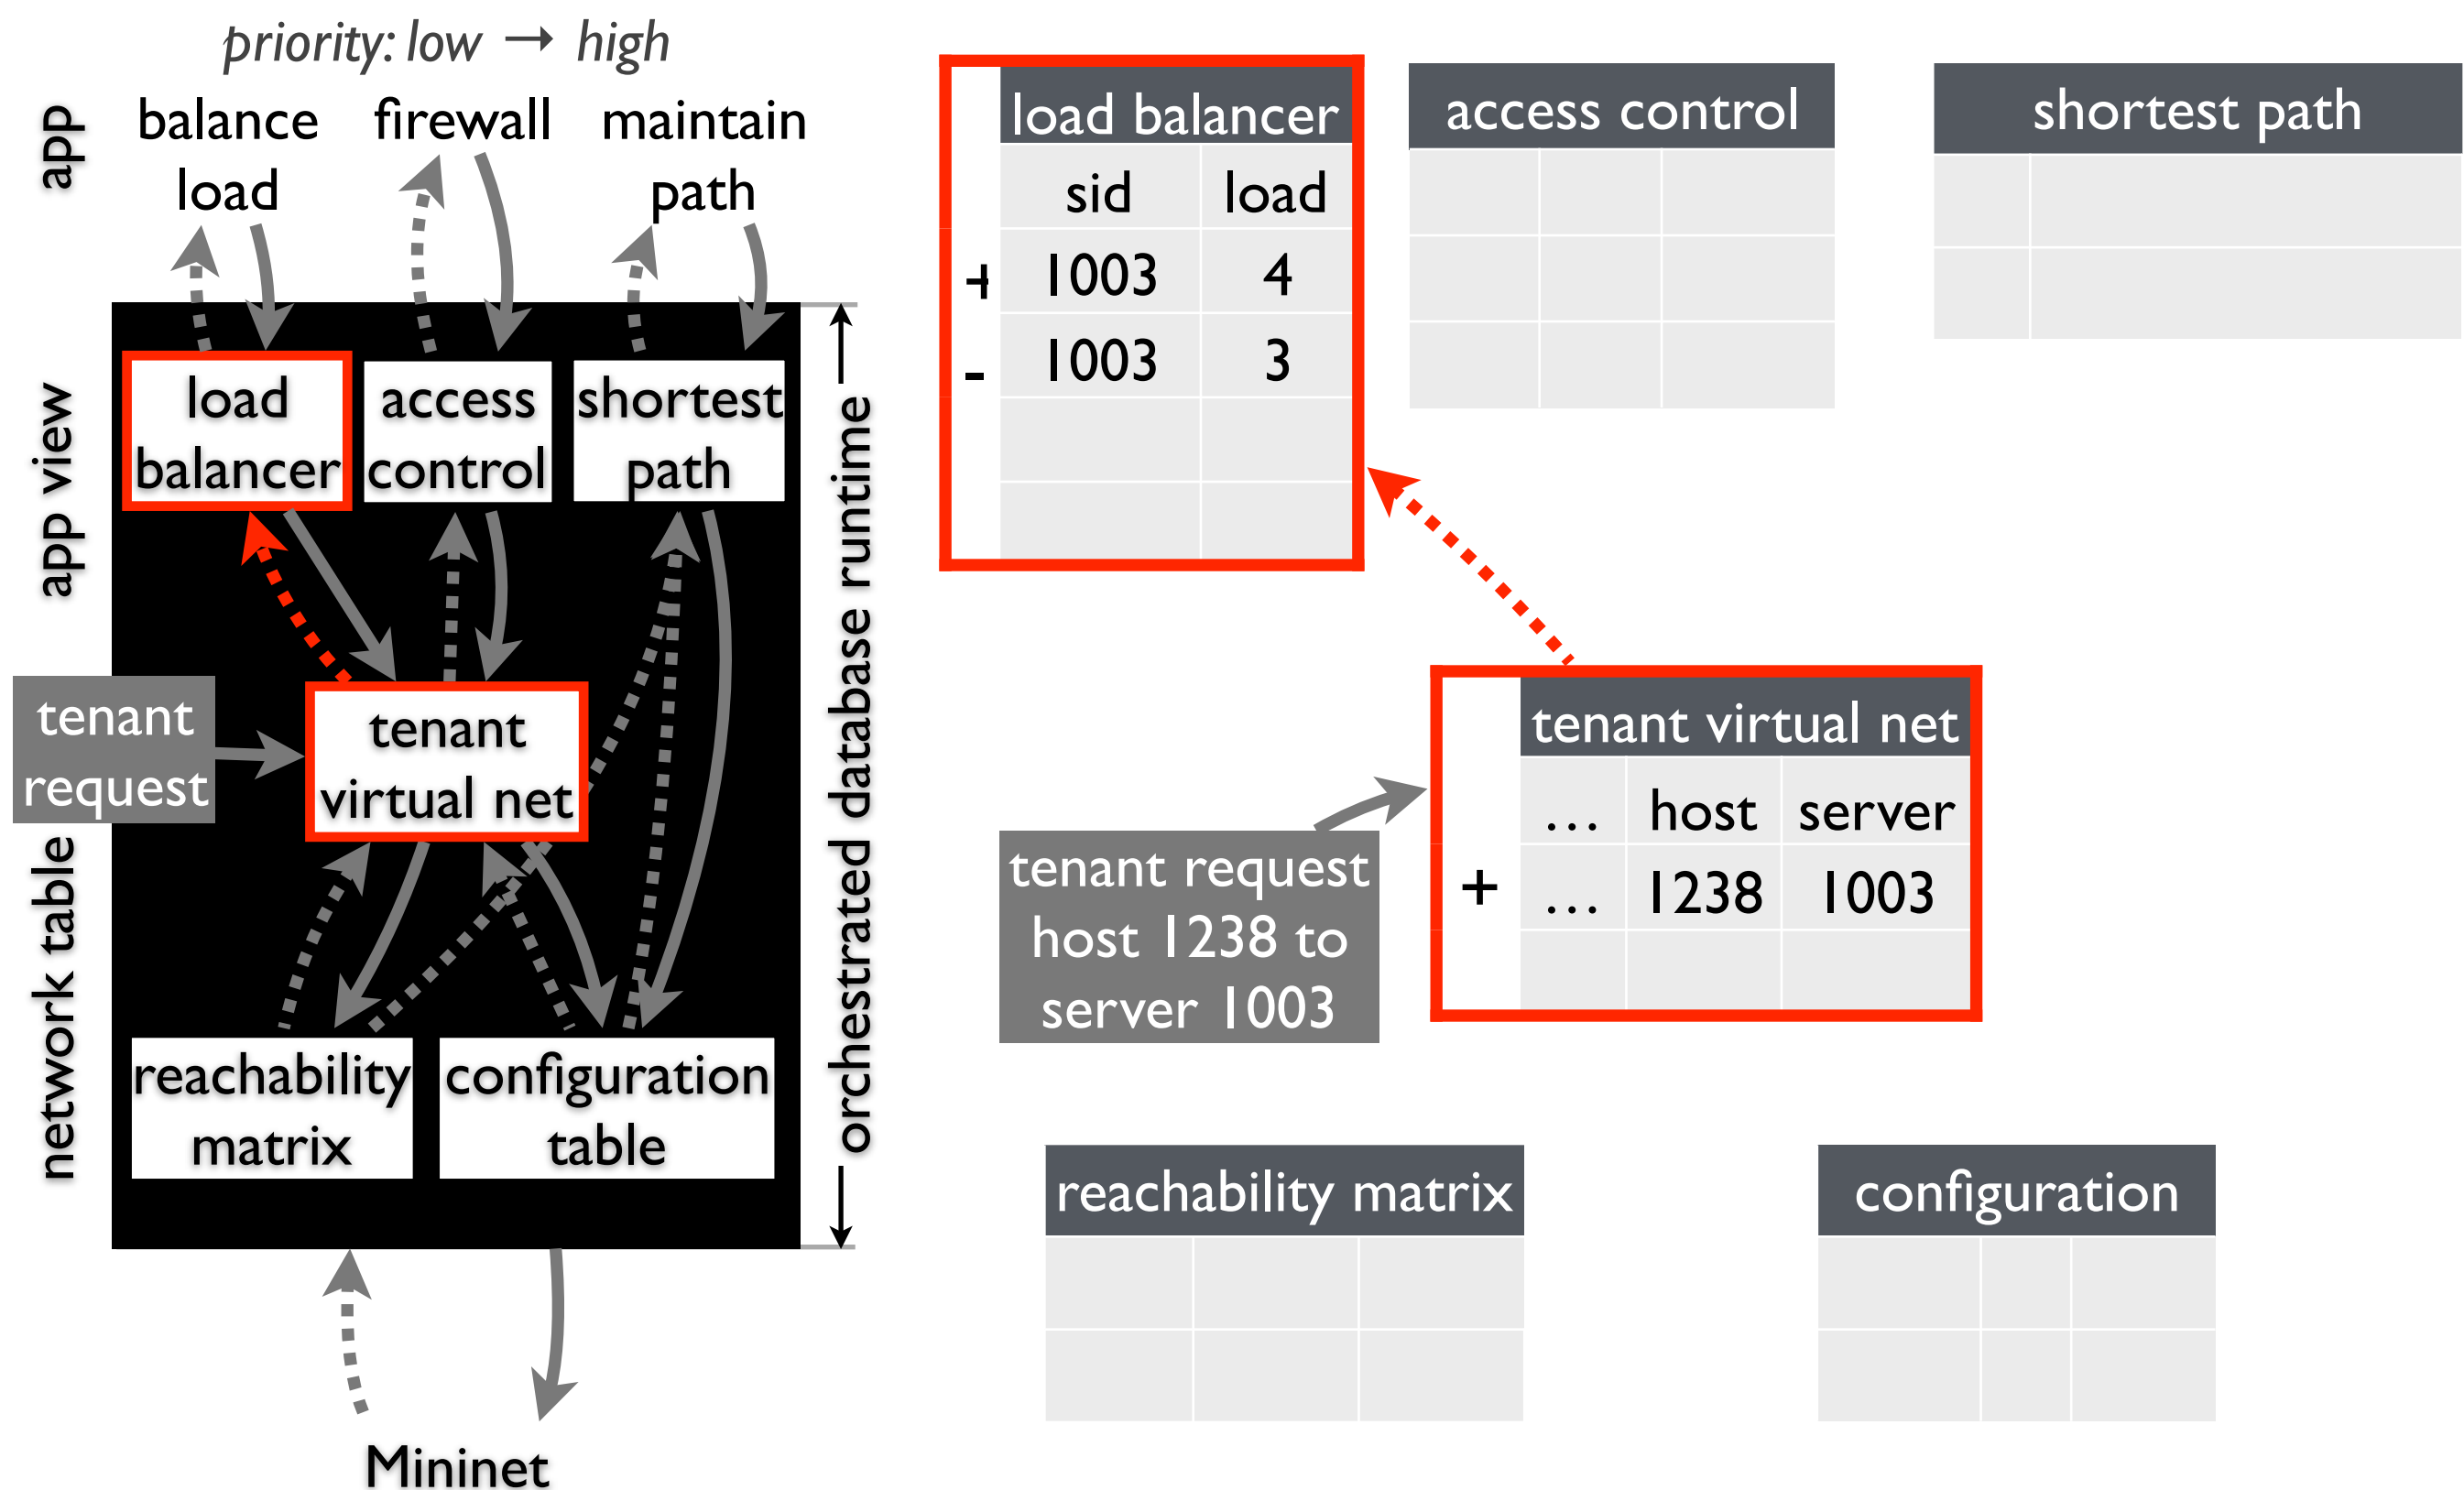 priority: low → high
app
balance
load
firewall
maintain
path
app view
load
balancer
access
control
shortest
path
orchestrated database runtime
tenant
request
tenant
virtual net
network table
reachability
matrix
configuration
table
Mininet
load balancer
sid load
+ 1003 4
- 1003 3
access control
shortest path
tenant virtual net
... host server
+ ... 1238 1003
tenant request
host 1238 to
server 1003
reachability matrix
configuration